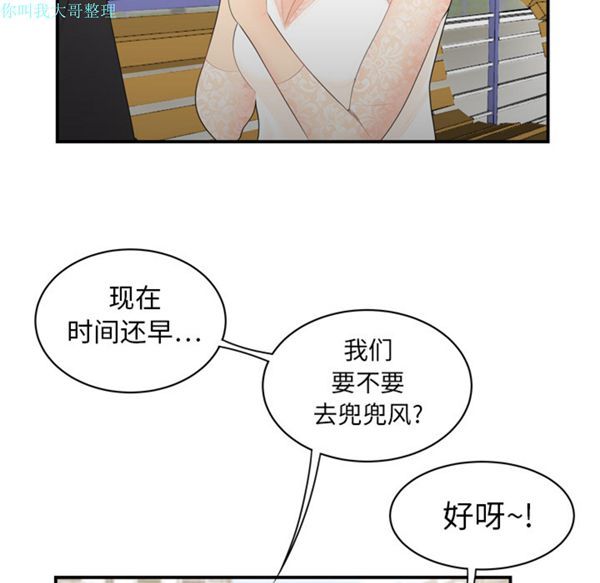 你叫我大哥整理
现在
时间还早...
我们
要不要
去兜兜风?
好呀~!